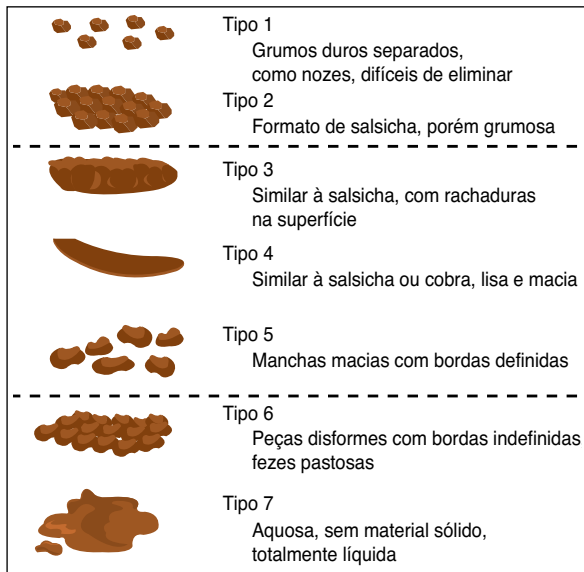 Tipo 1
Grumos duros separados,
como nozes, difíceis de eliminar
Tipo 2
Formato de salsicha, porém grumosa
Tipo 3
Similar à salsicha, com rachaduras
na superfície
Tipo 4
Similar à salsicha ou cobra, lisa e macia
Tipo 5
Manchas macias com bordas definidas
Tipo 6
Peças disformes com bordas indefinidas
fezes pastosas
Tipo 7
Aquosa, sem material sólido,
totalmente líquida